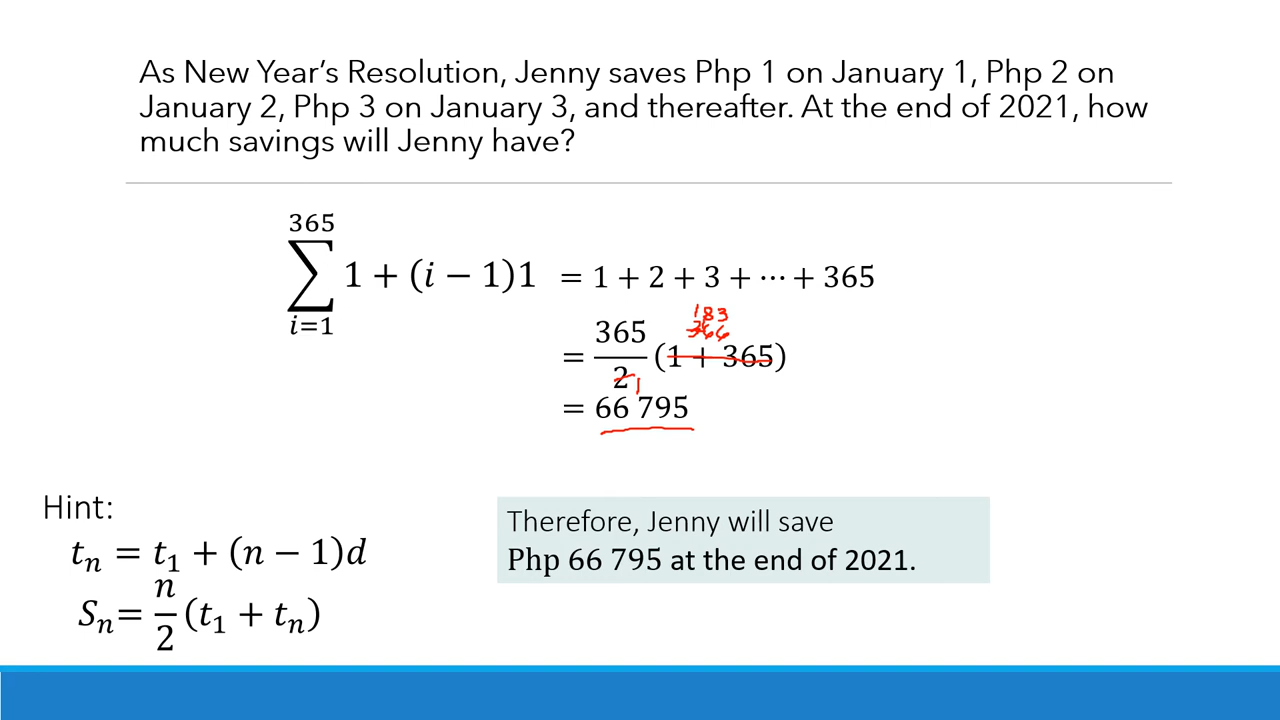 As New Year's Resolution, Jenny saves Php 1 on January 1, Php 2 on
January 2, Php 3 on January 3, and thereafter. At the end of 2021, how
much savings will Jenny have?
365
∑ 1 + (i − 1)1 = 1 + 2 + 3 + ⋯ + 365
i=1
183
366
= 365/2 (1 + 365)
1
= 66 795
Hint:
tₙ = t₁ + (n − 1)d
Sₙ= n/2 (t₁ + tₙ)
Therefore, Jenny will save
Php 66 795 at the end of 2021.